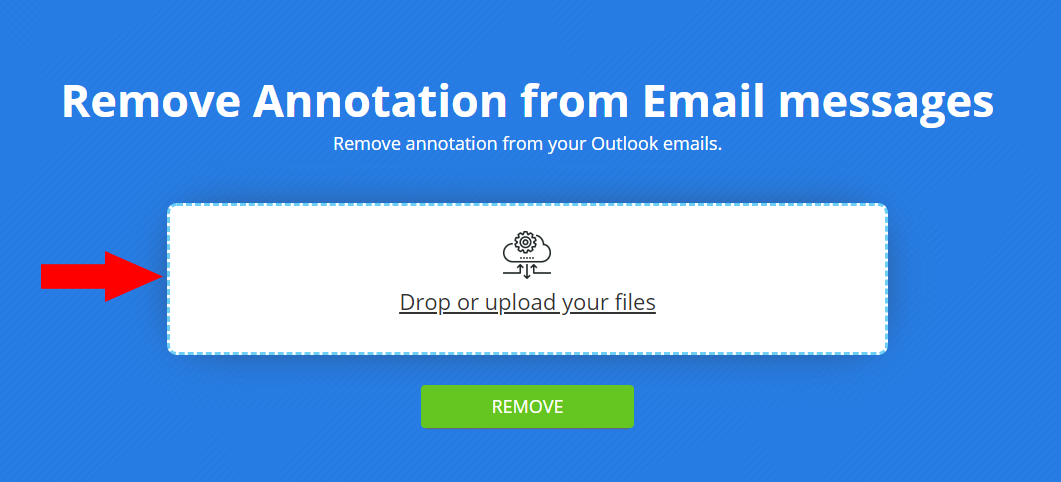 Remove Annotation from Email messages
Remove annotation from your Outlook emails.
Drop or upload your files
REMOVE